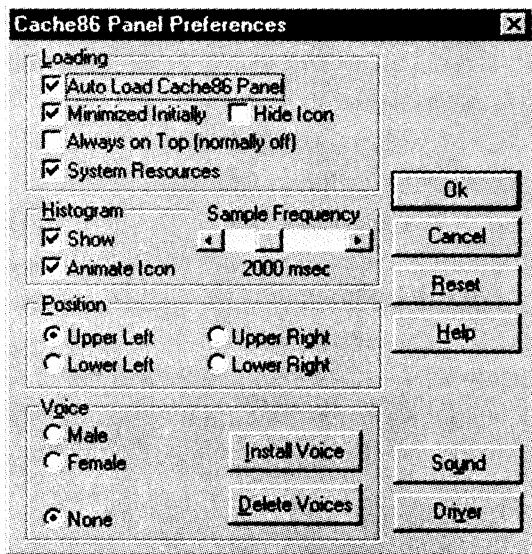 Cache86 Panel Preferences
Loading
Auto Load Cache86 Panel
Minimized Initially Hide Icon
Always on Top (normally off)
System Resources
Histogram Sample Frequency
Show
Animate Icon 2000 msec
Position
Upper Left Upper Right
Lower Left Lower Right
Voice
Male
Female
None
Install Voice
Delete Voices
Ok
Cancel
Reset
Help
Sound
Driver